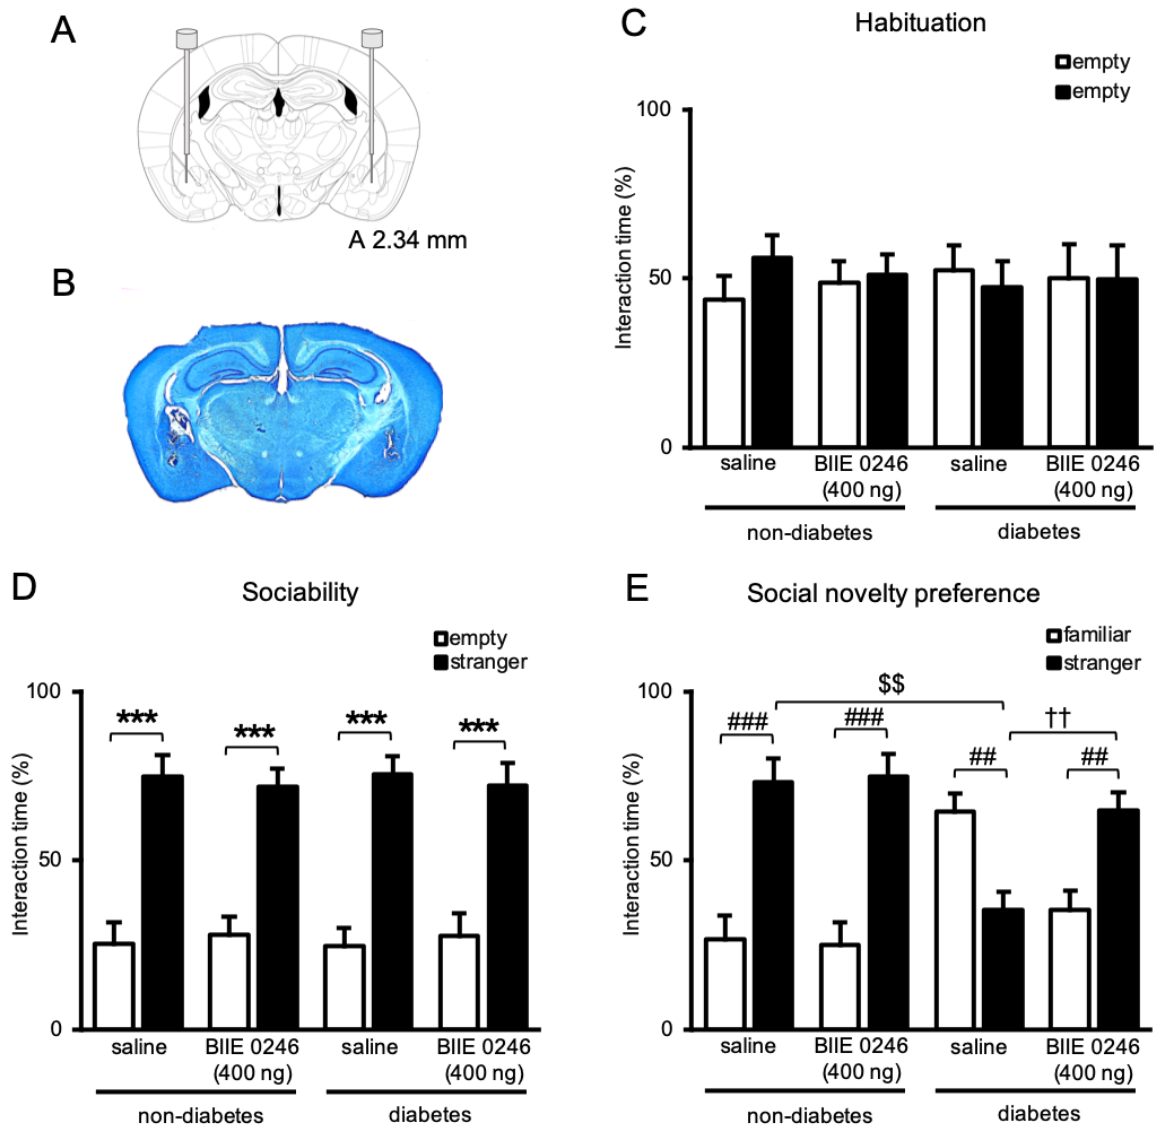 A
A 2.34 mm
B
C
Habituation
empty
empty
Interaction time (%)
100
50
0
saline
BIIE 0246
(400 ng)
saline
BIIE 0246
(400 ng)
non-diabetes
diabetes
D
Sociability
empty
stranger
Interaction time (%)
100
50
0
***
***
***
***
saline
BIIE 0246
(400 ng)
saline
BIIE 0246
(400 ng)
non-diabetes
diabetes
E
Social novelty preference
familiar
stranger
Interaction time (%)
100
50
0
$$
###
###
††
##
##
saline
BIIE 0246
(400 ng)
saline
BIIE 0246
(400 ng)
non-diabetes
diabetes